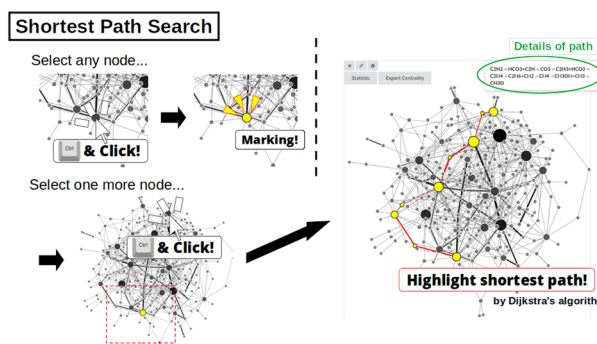 Shortest Path Search
Select any node...
Ctrl
& Click!
Marking!
Select one more node...
Ctrl
& Click!
Details of path
Statistic
Export Centrality
Highlight shortest path!
by Dijkstra's algorith